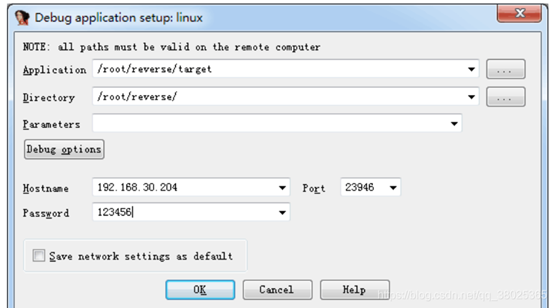 Debug application setup: linux
NOTE: all paths must be valid on the remote computer
Application /root/reverse/target ...
Directory /root/reverse/ ...
Parameters
Debug options
Hostname 192.168.30.204 Port 23946
Password 123456
Save network settings as default
OK Cancel Help
https://blog.csdn.net/qq_38025365